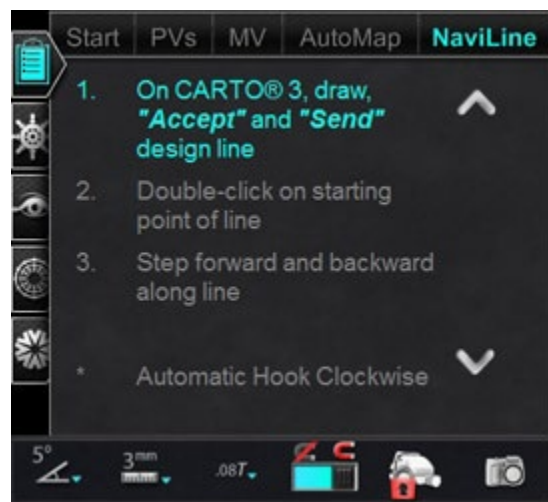 Start PVs MV AutoMap NaviLine
1. On CARTO® 3, draw,
"Accept" and "Send"
design line
2. Double-click on starting
point of line
3. Step forward and backward
along line
* Automatic Hook Clockwise
5° 3mm .08T